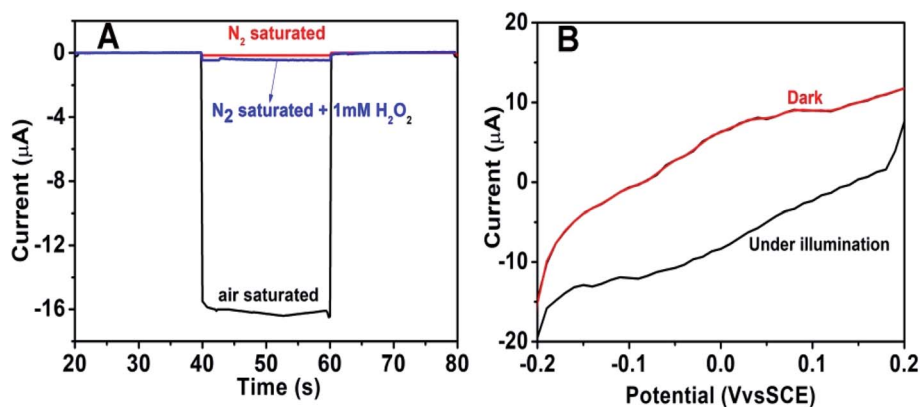 A
N₂ saturated
N2 saturated + 1mM H₂O₂
air saturated
0
-4
-8
-12
-16
Current (μA)
20 30 40 50 60 70 80
Time (s)
B
Dark
Under illumination
20
10
0
-10
-20
Current (μA)
-0.2 -0.1 0.0 0.1 0.2
Potential (VvsSCE)